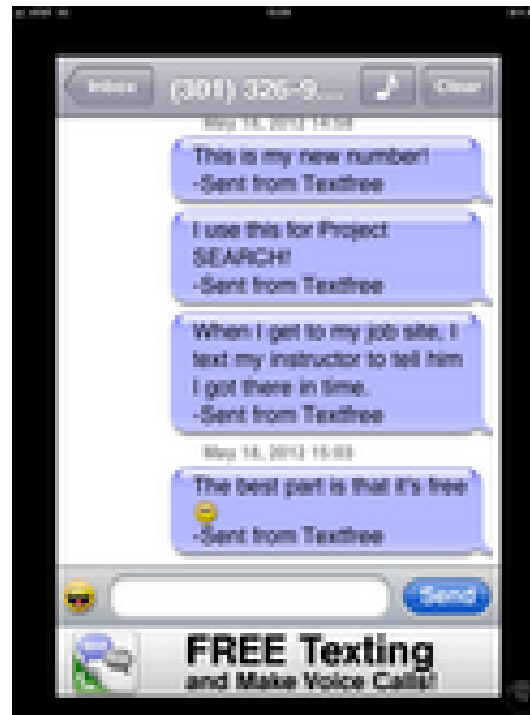 Inbox (301) 326-9... Clear
May 18, 2012 14:58
This is my new number!
-Sent from Textfree
I use this for Project
SEARCH!
-Sent from Textfree
When I get to my job site, I
text my instructor to tell him
I got there in time.
-Sent from Textfree
May 18, 2012 15:03
The best part is that it's free
-Sent from Textfree
Send
FREE Texting
and Make Voice Calls!